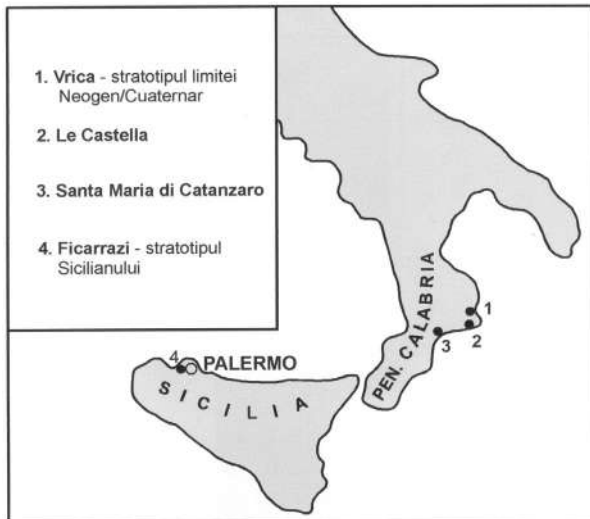 1. Vrica - stratotipul limitei
Neogen/Cuaternar
2. Le Castella
3. Santa Maria di Catanzaro
4. Ficarrazi - stratotipul
Sicilianului
PEN. CALABRIA
1
2
3
4
PALERMO
SICILIA